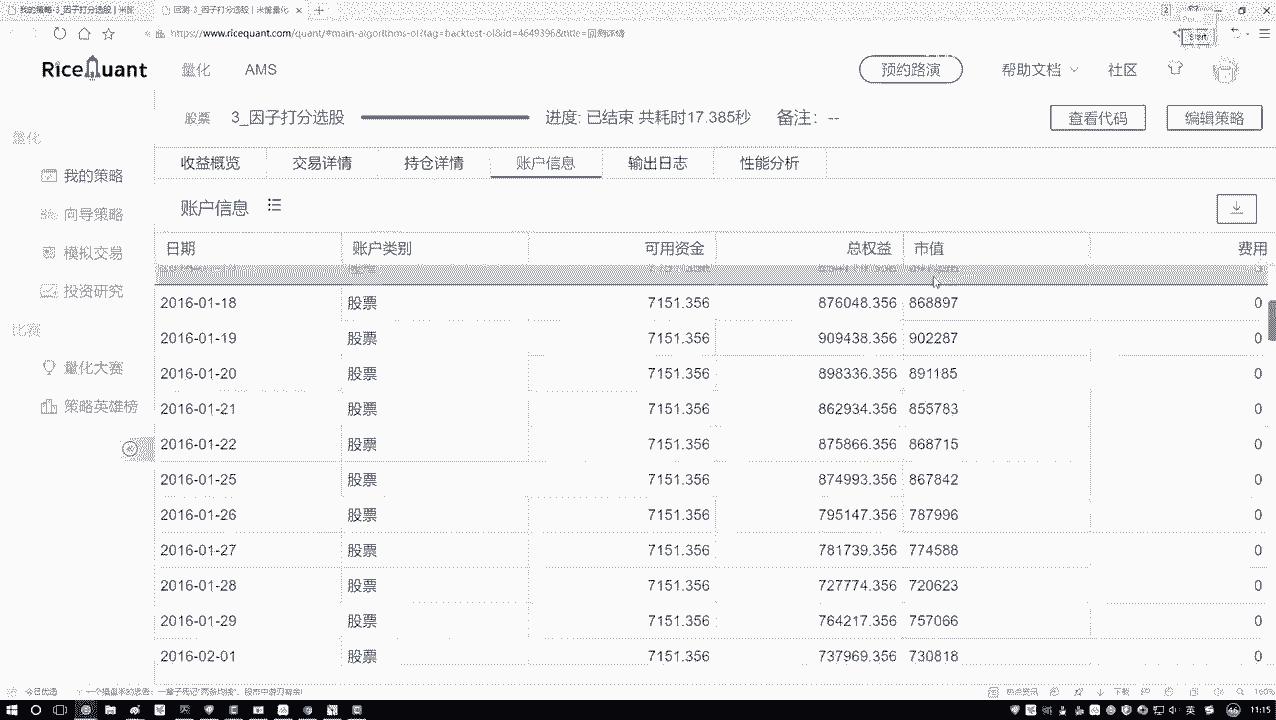 我的策略-3_因子打分选股 | 米筐
回测-3_因子打分选股 | 米筐量化
https://www.ricequant.com/quant/#main-algorithms-ol?tag=backtest-ol&id=4649396&title=回测详情
RiceQuant
量化
AMS
预约路演
帮助文档
社区
股票
3_因子打分选股
进度: 已结束 共耗时17.385秒
备注: --
查看代码
编辑策略
量化
我的策略
向导策略
模拟交易
投资研究
比赛
量化大赛
策略英雄榜
收益概览
交易详情
持仓详情
账户信息
输出日志
性能分析
账户信息
日期 账户类别 可用资金 总权益 市值 费用
2016-01-18 股票 7151.356 876048.356 868897 0
2016-01-19 股票 7151.356 909438.356 902287 0
2016-01-20 股票 7151.356 898336.356 891185 0
2016-01-21 股票 7151.356 862934.356 855783 0
2016-01-22 股票 7151.356 875866.356 868715 0
2016-01-25 股票 7151.356 874993.356 867842 0
2016-01-26 股票 7151.356 795147.356 787996 0
2016-01-27 股票 7151.356 781739.356 774588 0
2016-01-28 股票 7151.356 727774.356 720623 0
2016-01-29 股票 7151.356 764217.356 757066 0
2016-02-01 股票 7151.356 737969.356 730818 0
今日优选
热点资讯
下载
160%
英
11:15